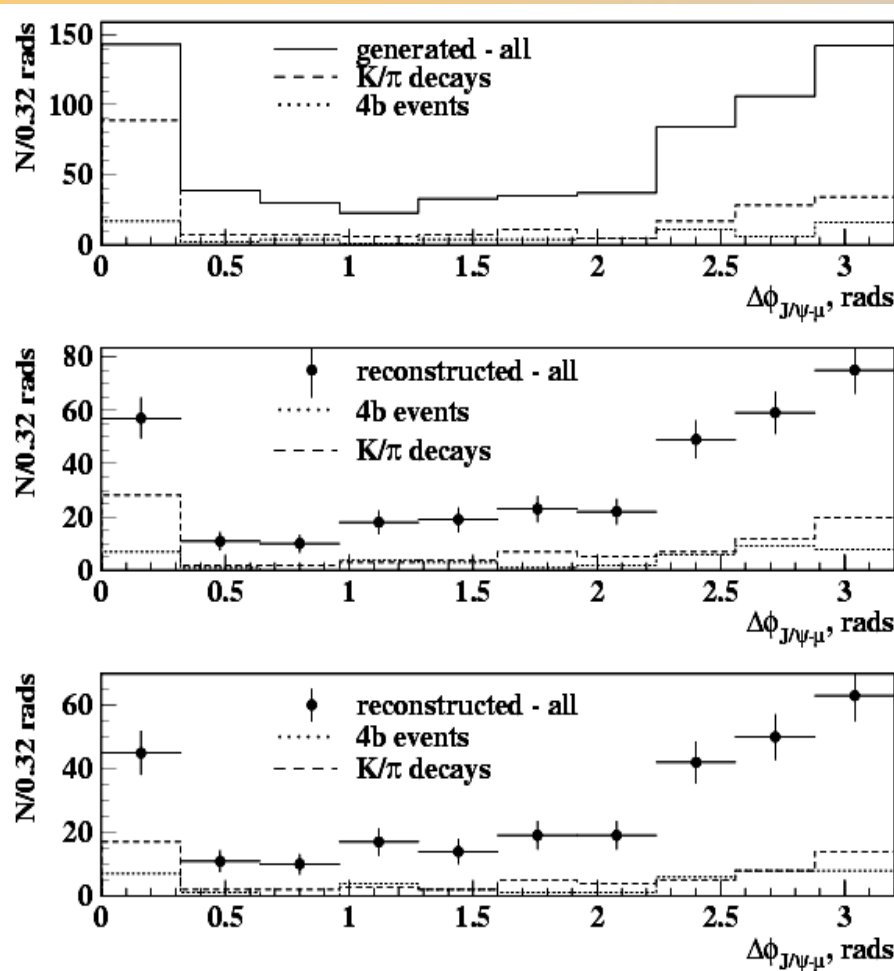 N/0.32 rads
150
100
50
0
generated - all
K/π decays
4b events
0 0.5 1 1.5 2 2.5 3
Δϕ J/ψ-μ, rads
N/0.32 rads
80
60
40
20
0
reconstructed - all
4b events
K/π decays
0 0.5 1 1.5 2 2.5 3
Δϕ J/ψ-μ, rads
N/0.32 rads
60
40
20
0
reconstructed - all
4b events
K/π decays
0 0.5 1 1.5 2 2.5 3
Δϕ J/ψ-μ, rads